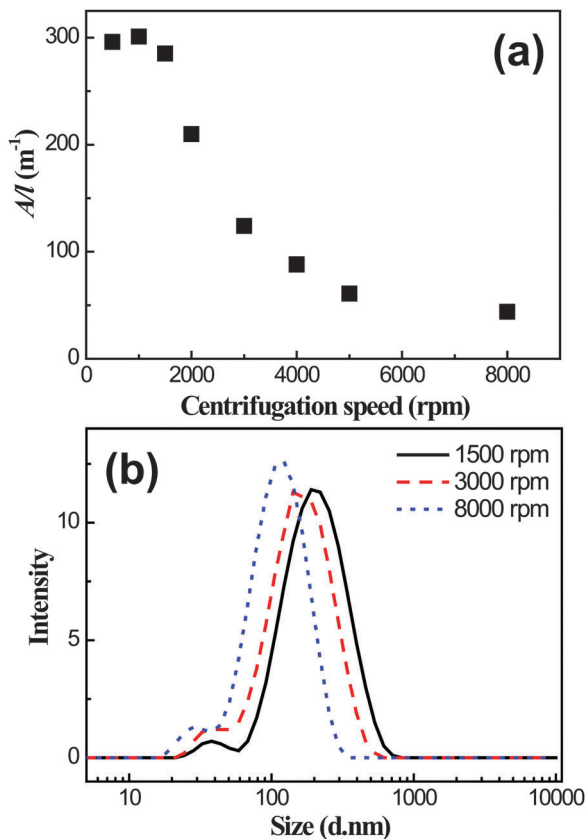 (a)
300
200
100
0
A/l (m⁻¹)
0 2000 4000 6000 8000
Centrifugation speed (rpm)
(b)
1500 rpm
3000 rpm
8000 rpm
10
5
0
Intensity
10 100 1000 10000
Size (d.nm)